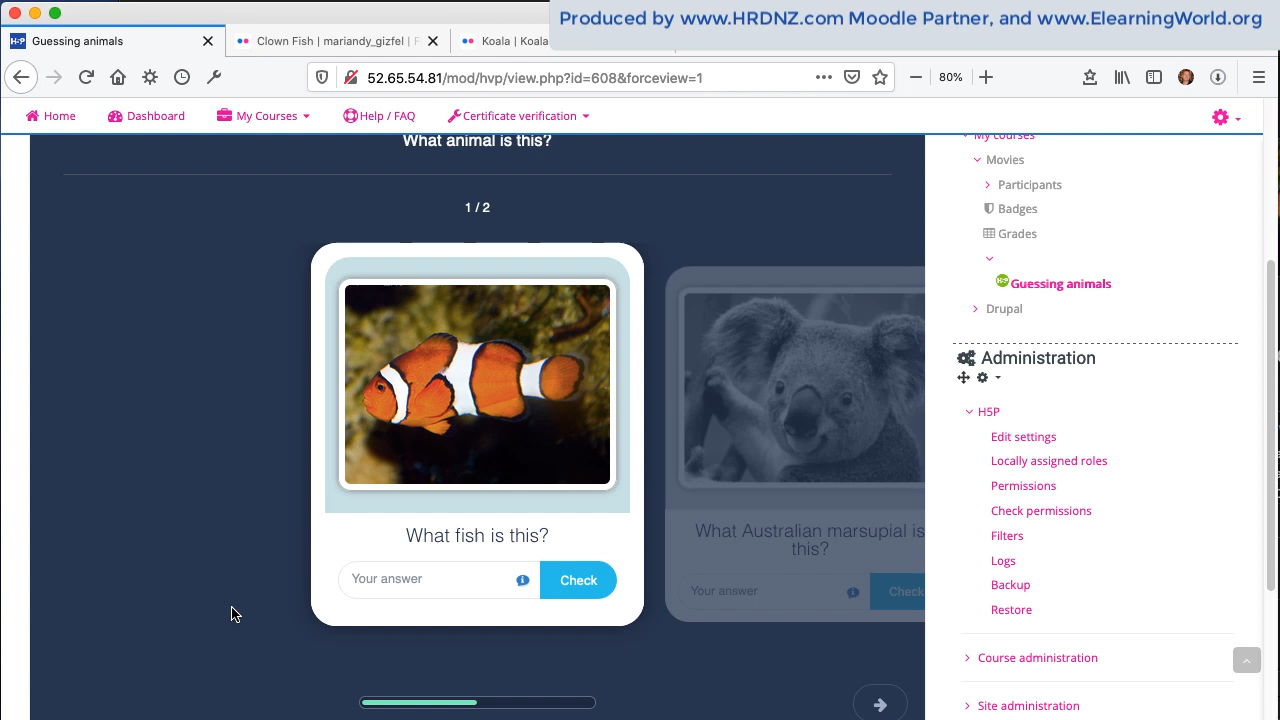 Produced by www.HRDNZ.com Moodle Partner, and www.ElearningWorld.org
H-P Guessing animals
Clown Fish | mariandy_gizfel | F
Koala | Koala
52.65.54.81/mod/hvp/view.php?id=608&forceview=1
80%
Home
Dashboard
My Courses
Help / FAQ
Certificate verification
What animal is this?
1 / 2
What fish is this?
Your answer
Check
What Australian marsupial is
this?
Your answer
Check
My courses
Movies
Participants
Badges
Grades
H-P Guessing animals
Drupal
Administration
H5P
Edit settings
Locally assigned roles
Permissions
Check permissions
Filters
Logs
Backup
Restore
Course administration
Site administration